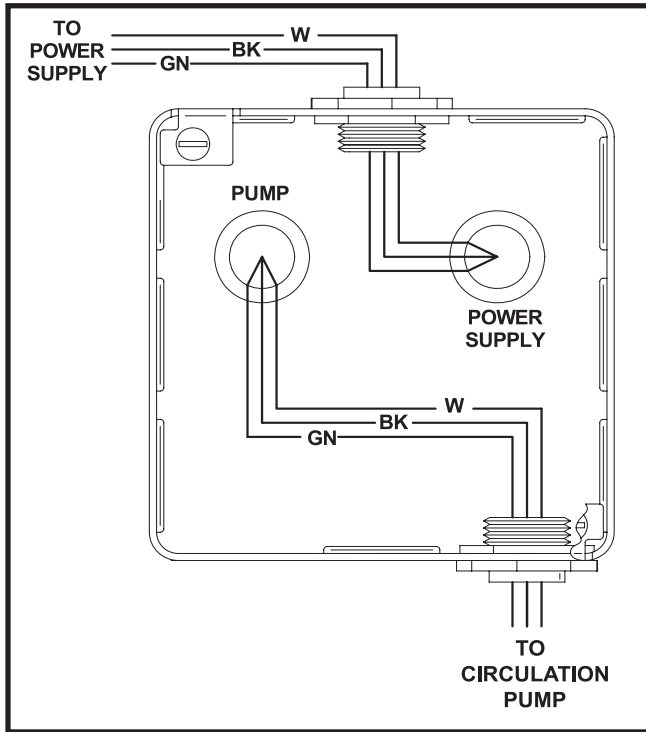 TO
POWER
SUPPLY
W
BK
GN
PUMP
POWER
SUPPLY
W
BK
GN
TO
CIRCULATION
PUMP